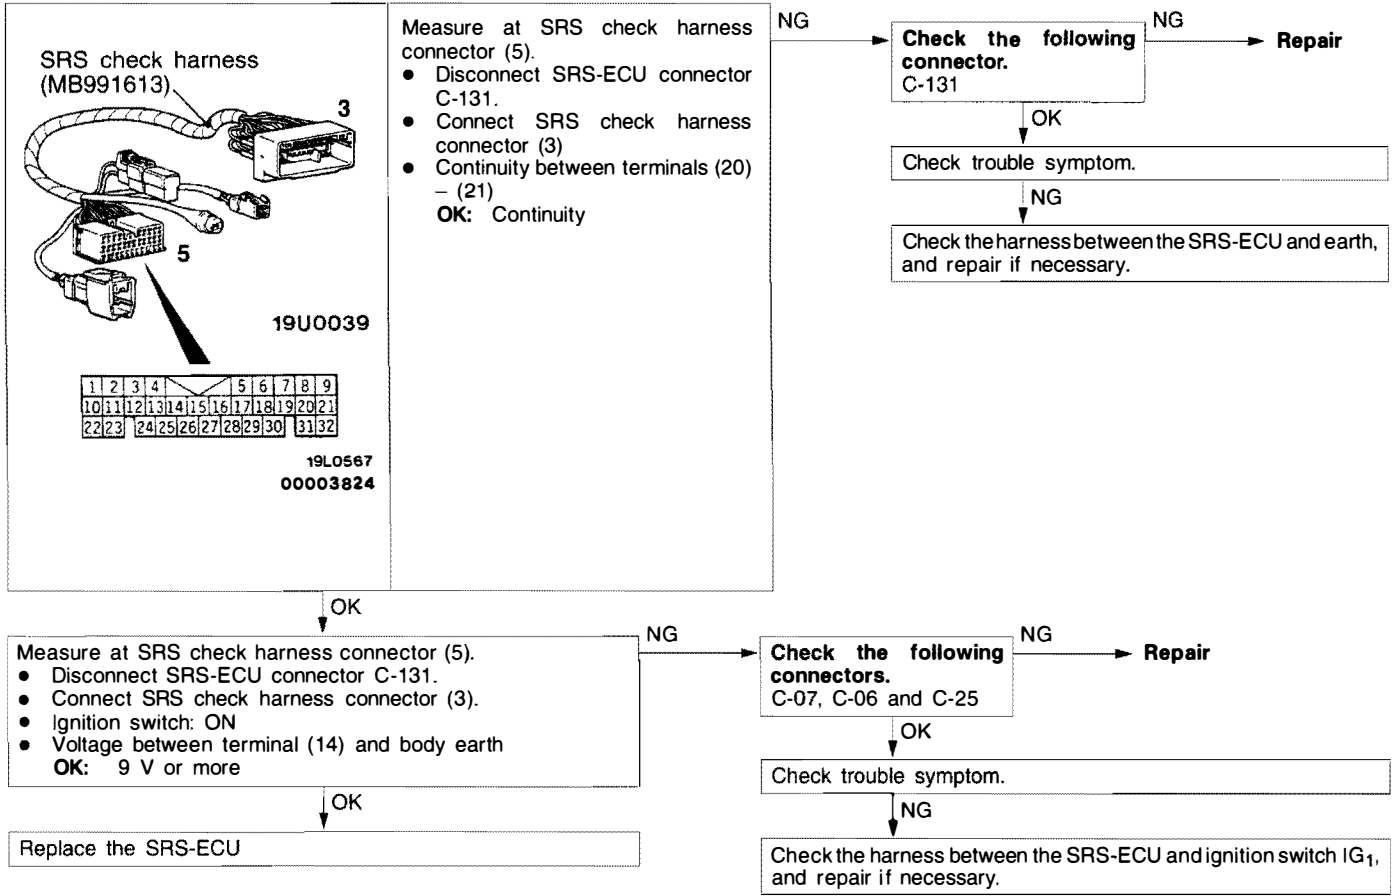 SRS check harness
(MB991613)
3
5
19U0039
1 2 3 4 5 6 7 8 9
10 11 12 13 14 15 16 17 18 19 20 21
22 23 24 25 26 27 28 29 30 31 32
19L0567
00003824
Measure at SRS check harness
connector (5).
● Disconnect SRS-ECU connector
C-131.
● Connect SRS check harness
connector (3)
● Continuity between terminals (20)
– (21)
OK: Continuity
NG
Check the following
connector.
C-131
NG
Repair
OK
Check trouble symptom.
NG
Check the harness between the SRS-ECU and earth,
and repair if necessary.
OK
Measure at SRS check harness connector (5).
● Disconnect SRS-ECU connector C-131.
● Connect SRS check harness connector (3).
● Ignition switch: ON
● Voltage between terminal (14) and body earth
OK: 9 V or more
NG
Check the following
connectors.
C-07, C-06 and C-25
NG
Repair
OK
Check trouble symptom.
NG
Check the harness between the SRS-ECU and ignition switch IG1,
and repair if necessary.
OK
Replace the SRS-ECU